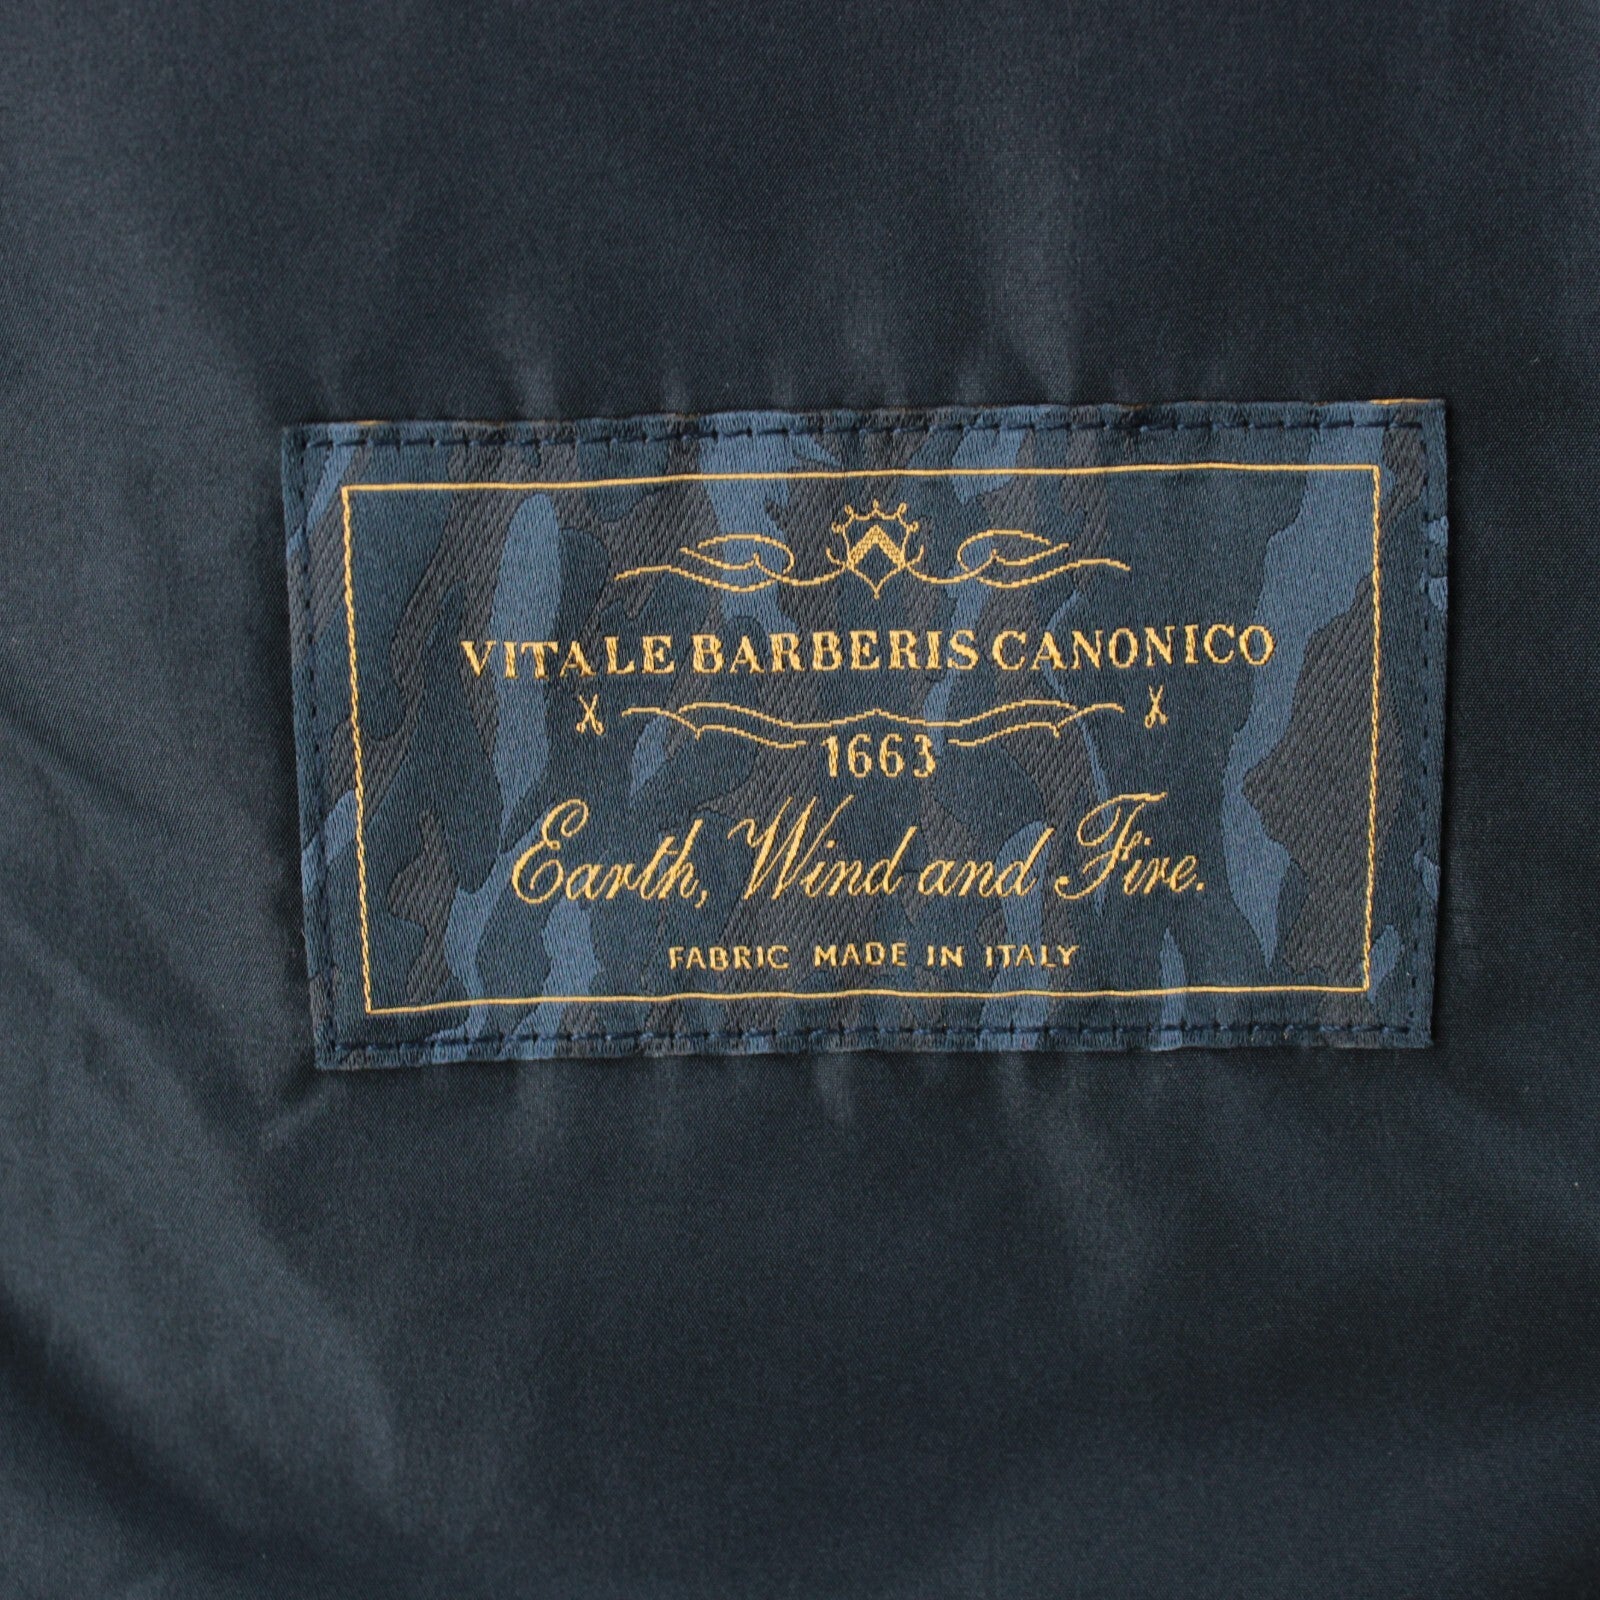 VITALE BARBERIS CANONICO
1663
Earth, Wind and Fire.
FABRIC MADE IN ITALY